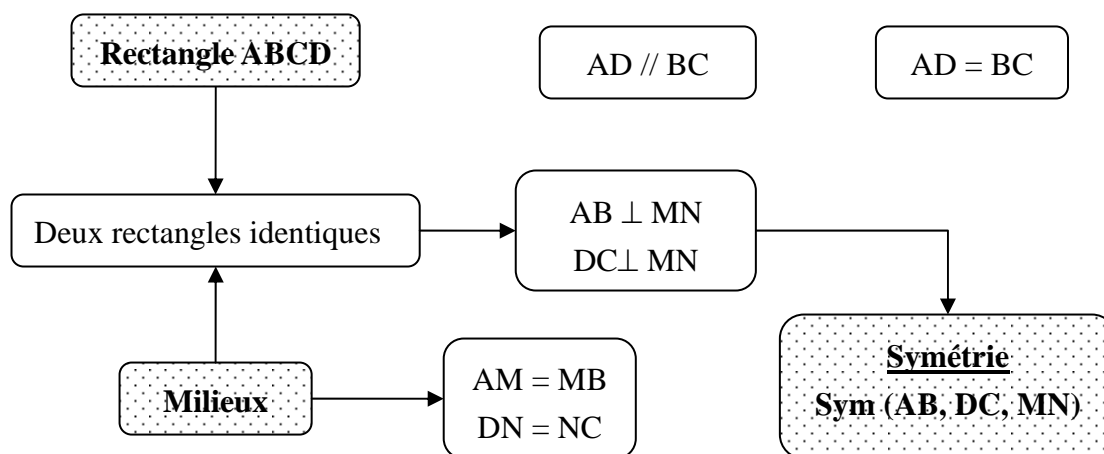 Rectangle ABCD
AD // BC
AD = BC
Deux rectangles identiques
AB ⊥ MN
DC⊥ MN
Milieux
AM = MB
DN = NC
Symétrie
Sym (AB, DC, MN)